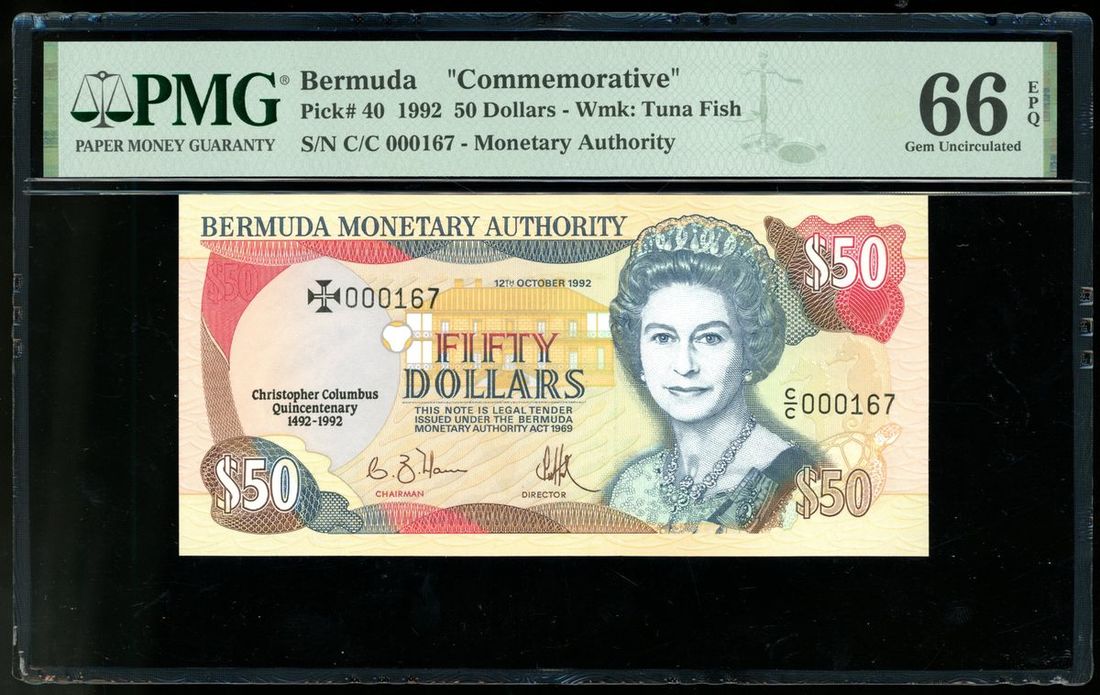 PMG®
PAPER MONEY GUARANTY
Bermuda "Commemorative"
Pick# 40 1992 50 Dollars - Wmk: Tuna Fish
S/N C/C 000167 - Monetary Authority
66 EPQ
Gem Uncirculated
BERMUDA MONETARY AUTHORITY
$50
$50
12TH OCTOBER 1992
000167
FIFTY
DOLLARS
Christopher Columbus
Quincentenary
1492-1992
THIS NOTE IS LEGAL TENDER
ISSUED UNDER THE BERMUDA
MONETARY AUTHORITY ACT 1969
C/C 000167
CHAIRMAN
DIRECTOR
$50
$50